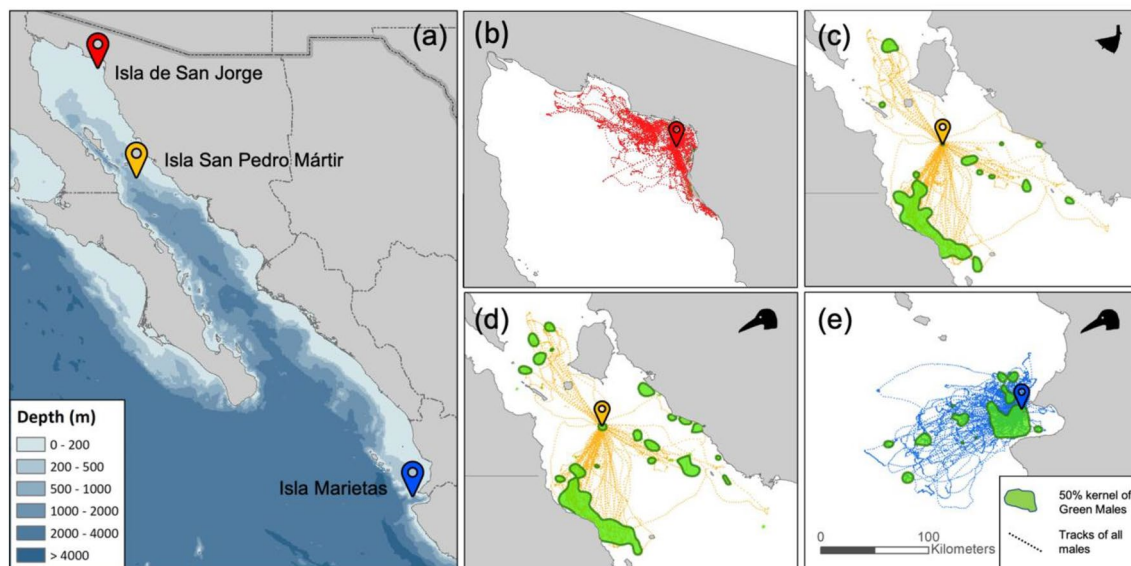 (a)
Isla de San Jorge
Isla San Pedro Mártir
Isla Marietas
Depth (m)
0 - 200
200 - 500
500 - 1000
1000 - 2000
2000 - 4000
> 4000
(b)
(c)
(d)
(e)
50% kernel of
Green Males
Tracks of all
males
0 100
Kilometers